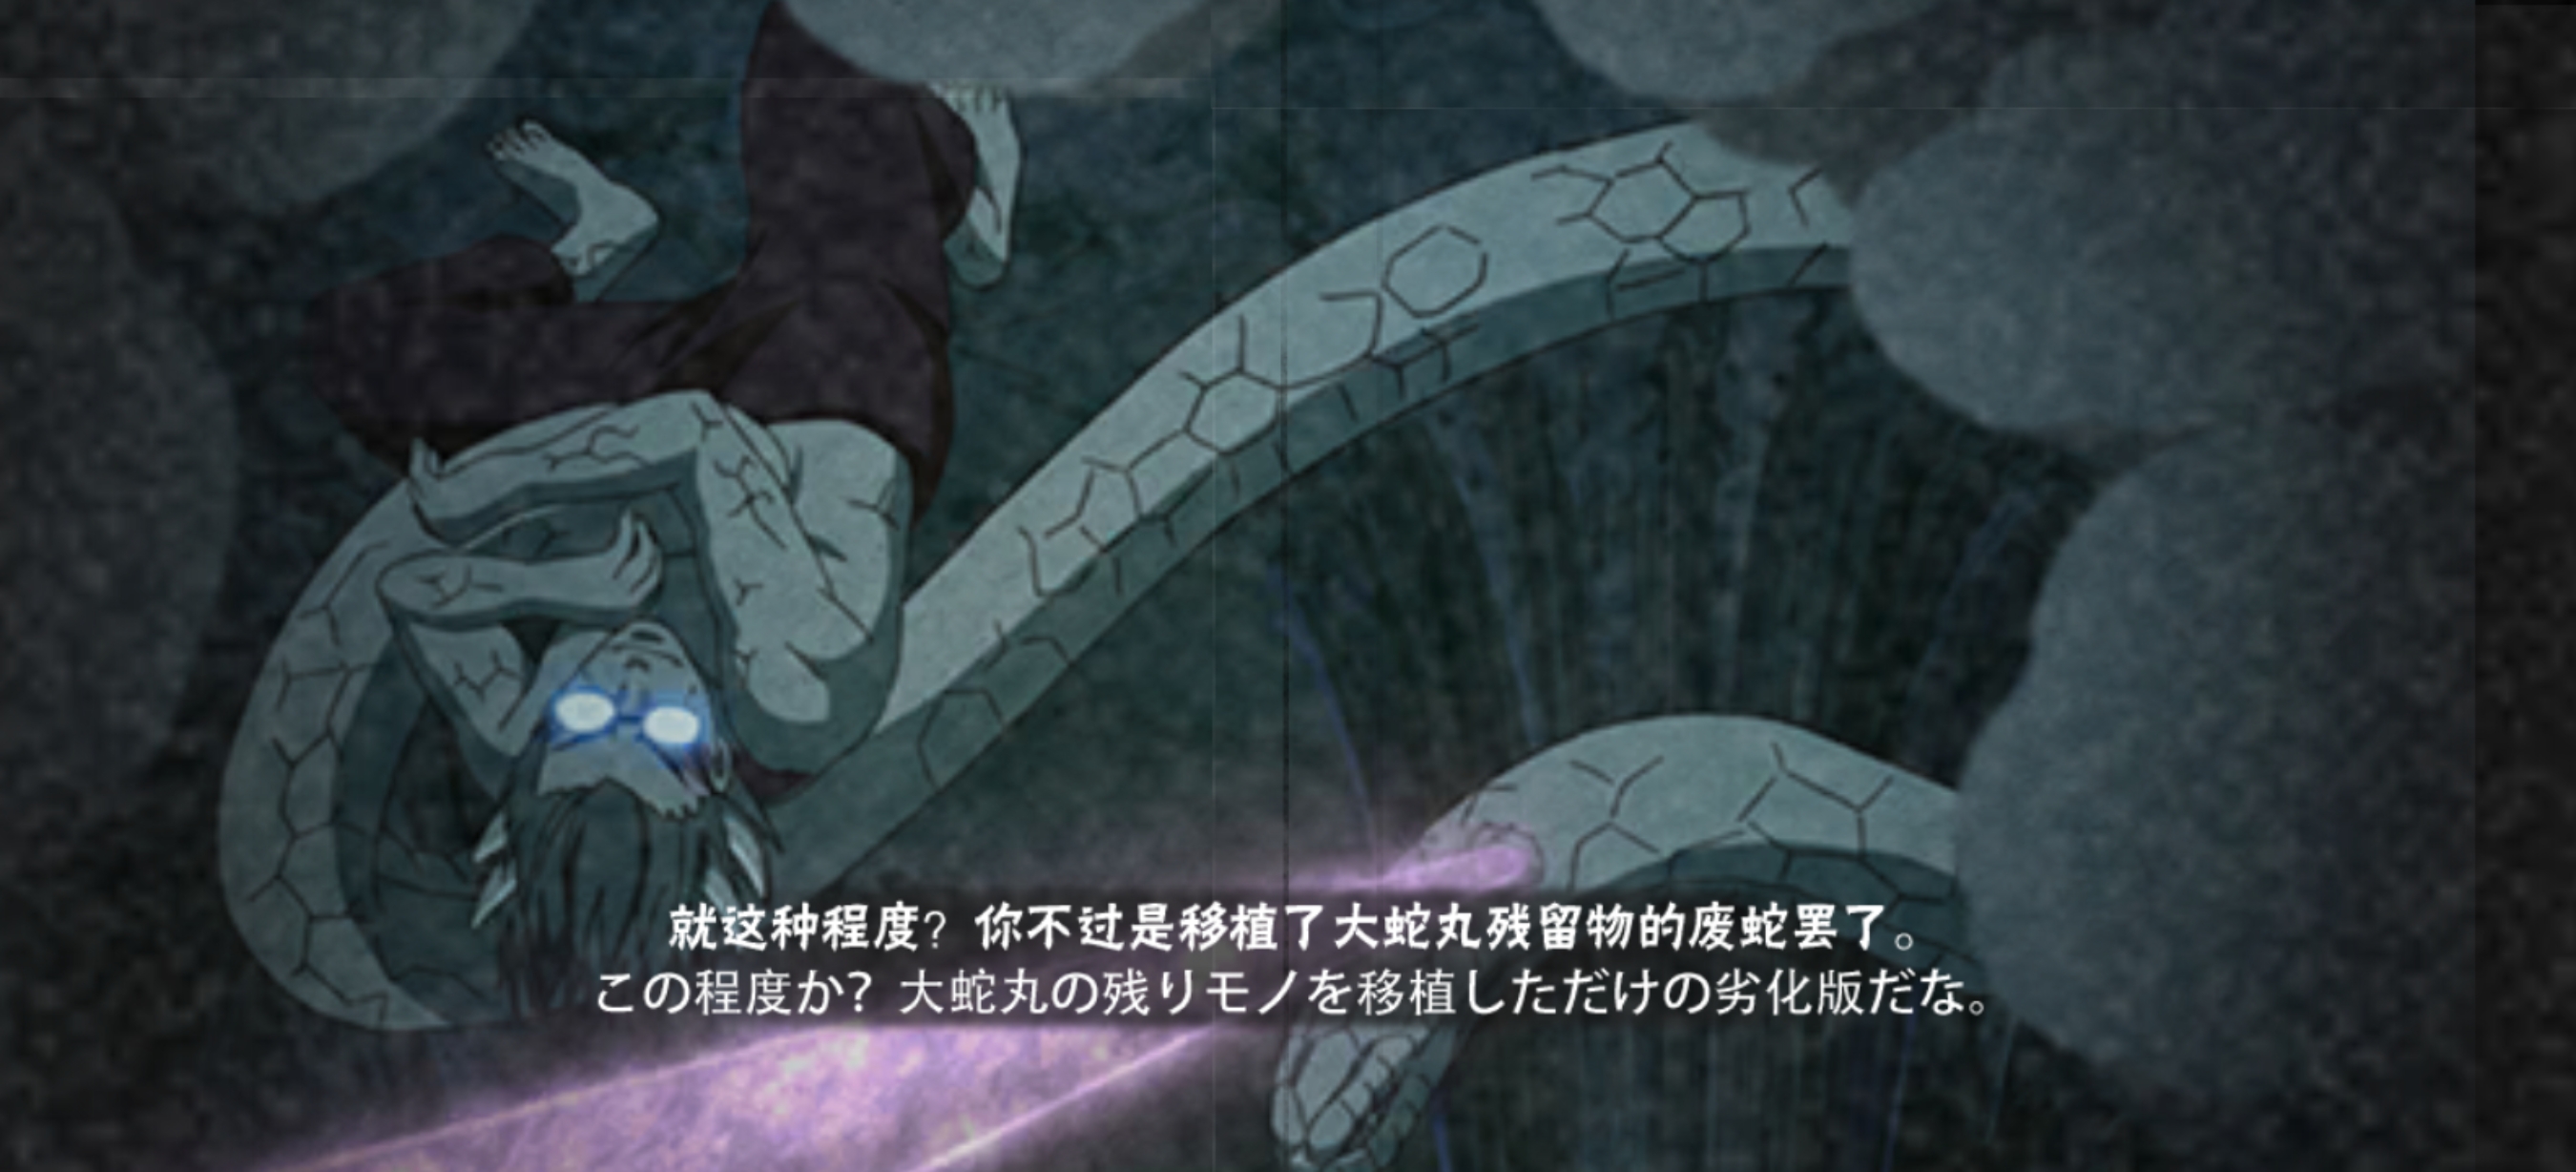 就这种程度？你不过是移植了大蛇丸残留物的废蛇罢了。
この程度か？大蛇丸の残りモノを移植しただけの劣化版だな。